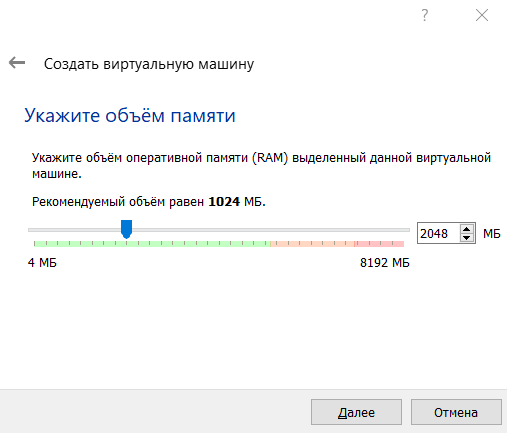 ?
Создать виртуальную машину
Укажите объём памяти
Укажите объём оперативной памяти (RAM) выделенный данной виртуальной
машине.
Рекомендуемый объём равен 1024 МБ.
2048 МБ
4 МБ 8192 МБ
Далее Отмена